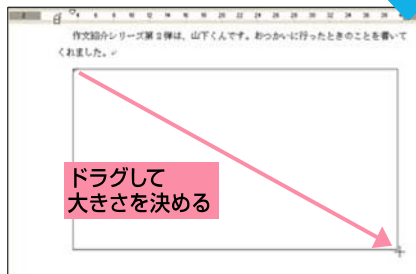 作文紹介シリーズ第2弾は、山下くんです。おつかいに行ったときのことを書いて
くれました。
ドラグして
大きさを決める